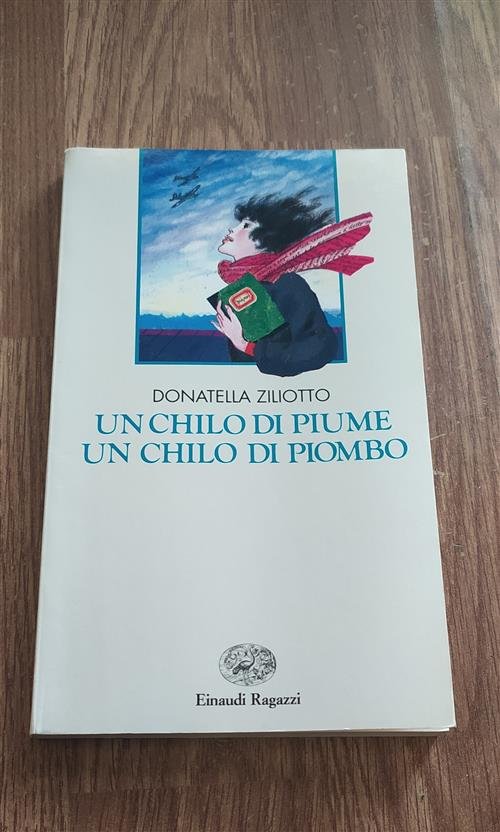 DONATELLA ZILIOTTO
UN CHILO DI PIUME
UN CHILO DI PIOMBO
Einaudi Ragazzi